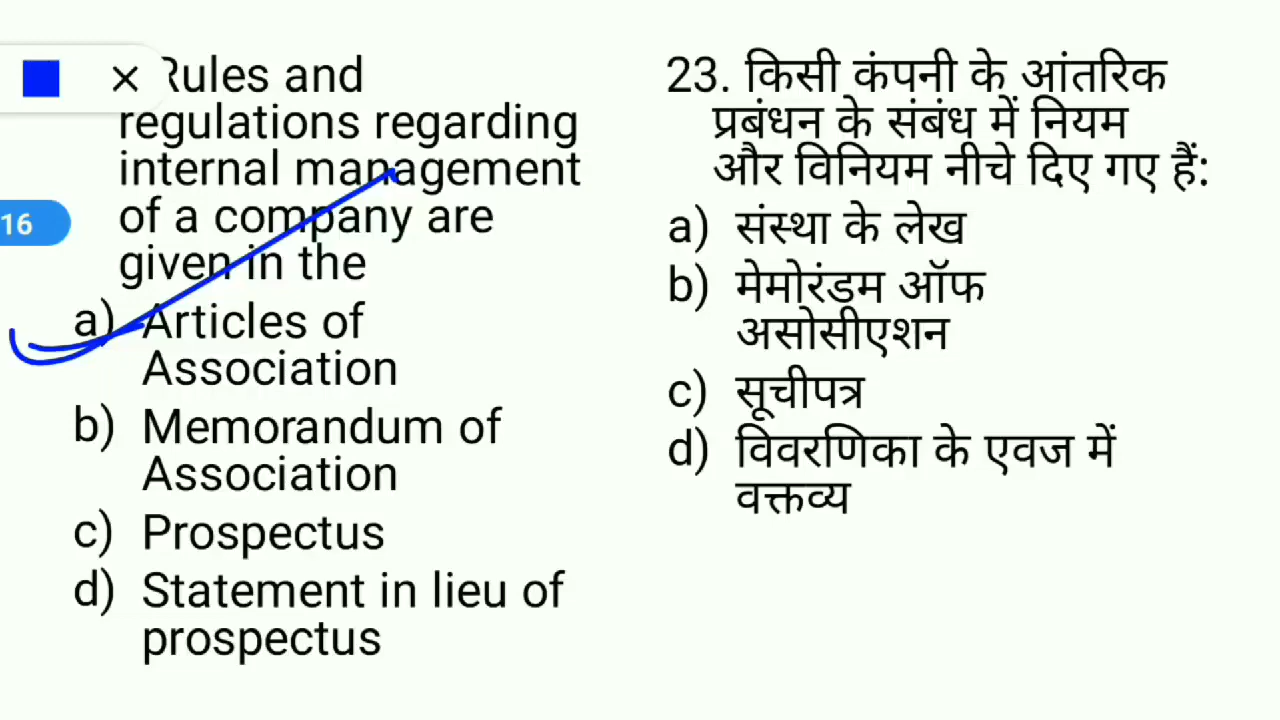 Rules and
regulations regarding
internal management
of a company are
given in the
a) Articles of
Association
b) Memorandum of
Association
c) Prospectus
d) Statement in lieu of
prospectus
16
23. किसी कंपनी के आंतरिक
प्रबंधन के संबंध में नियम
और विनियम नीचे दिए गए हैं:
a) संस्था के लेख
b) मेमोरंडम ऑफ
असोसीएशन
c) सूचीपत्र
d) विवरणिका के एवज में
वक्तव्य